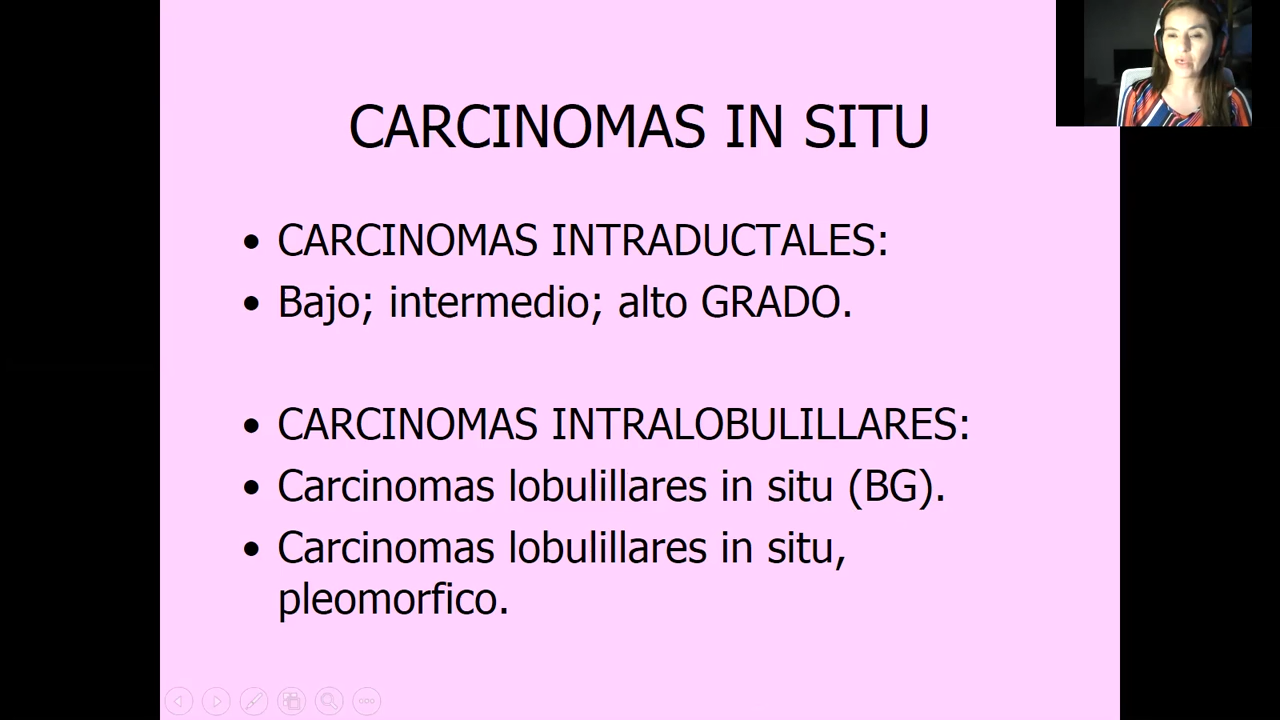 CARCINOMAS IN SITU
• CARCINOMAS INTRADUCTALES:
• Bajo; intermedio; alto GRADO.
• CARCINOMAS INTRALOBULILLARES:
• Carcinomas lobulillares in situ (BG).
• Carcinomas lobulillares in situ,
pleomorfico.